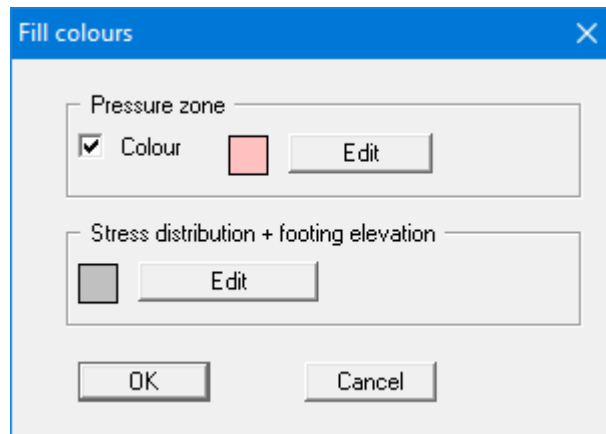 Fill colours
Pressure zone
Colour
Edit
Stress distribution + footing elevation
Edit
OK
Cancel